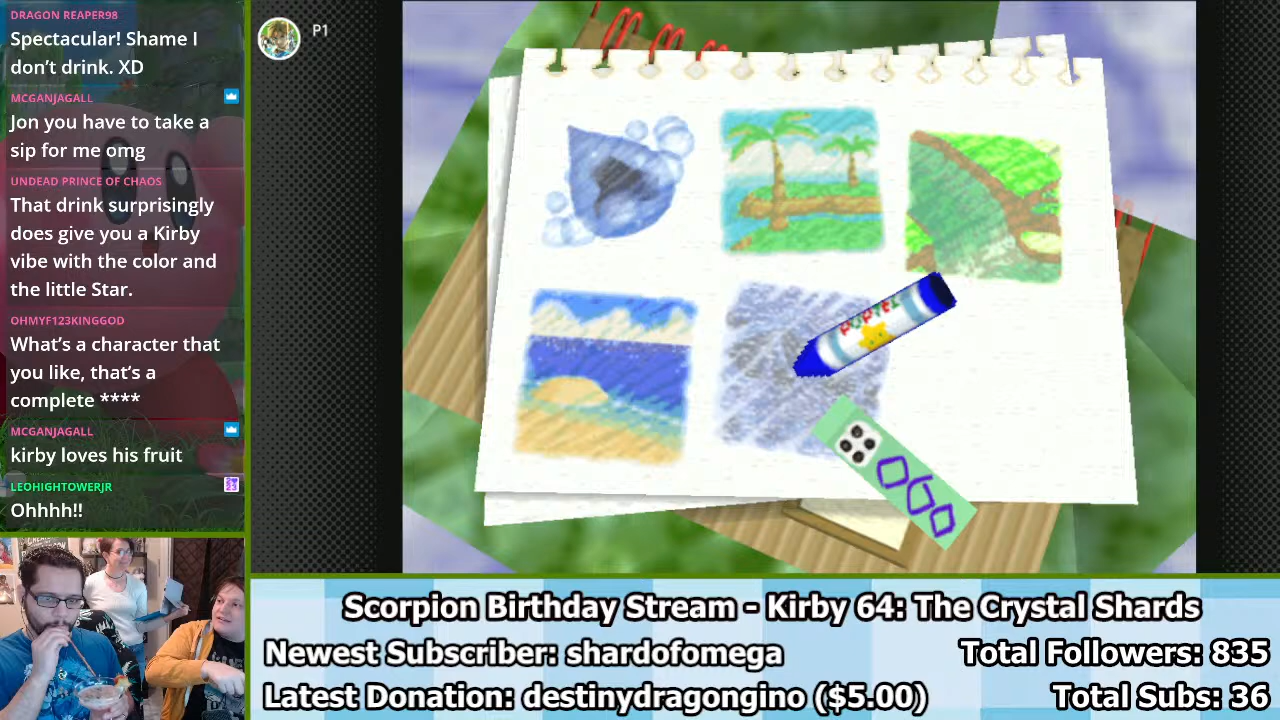 DRAGON REAPER98
Spectacular! Shame I
don't drink. XD
MCGANJAGALL
Jon you have to take a
sip for me omg
UNDEAD PRINCE OF CHAOS
That drink surprisingly
does give you a Kirby
vibe with the color and
the little Star.
OHMYF123KINGGOD
What's a character that
you like, that's a
complete ****
MCGANJAGALL
kirby loves his fruit
LEOHIGHTOWERJR
Ohhhh!!
P1
Scorpion Birthday Stream - Kirby 64: The Crystal Shards
Newest Subscriber: shardofomega
Total Followers: 835
Latest Donation: destinydragongino ($5.00)
Total Subs: 36